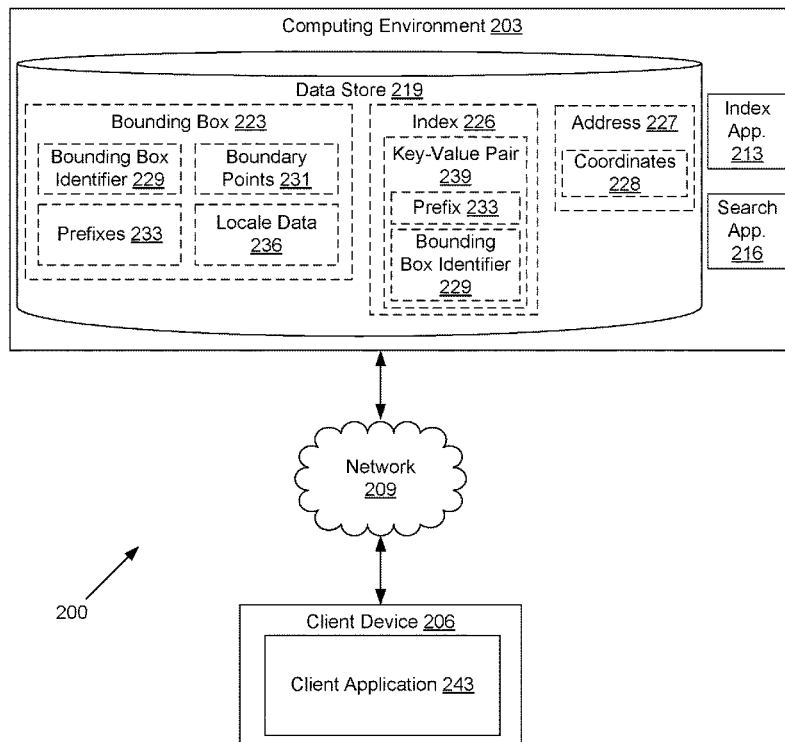 Computing Environment 203
Data Store 219
Bounding Box 223
Bounding Box
Identifier 229
Boundary
Points 231
Prefixes 233
Locale Data
236
Index 226
Key-Value Pair
239
Prefix 233
Bounding
Box Identifier
229
Address 227
Coordinates
228
Index
App.
213
Search
App.
216
Network
209
200
Client Device 206
Client Application 243